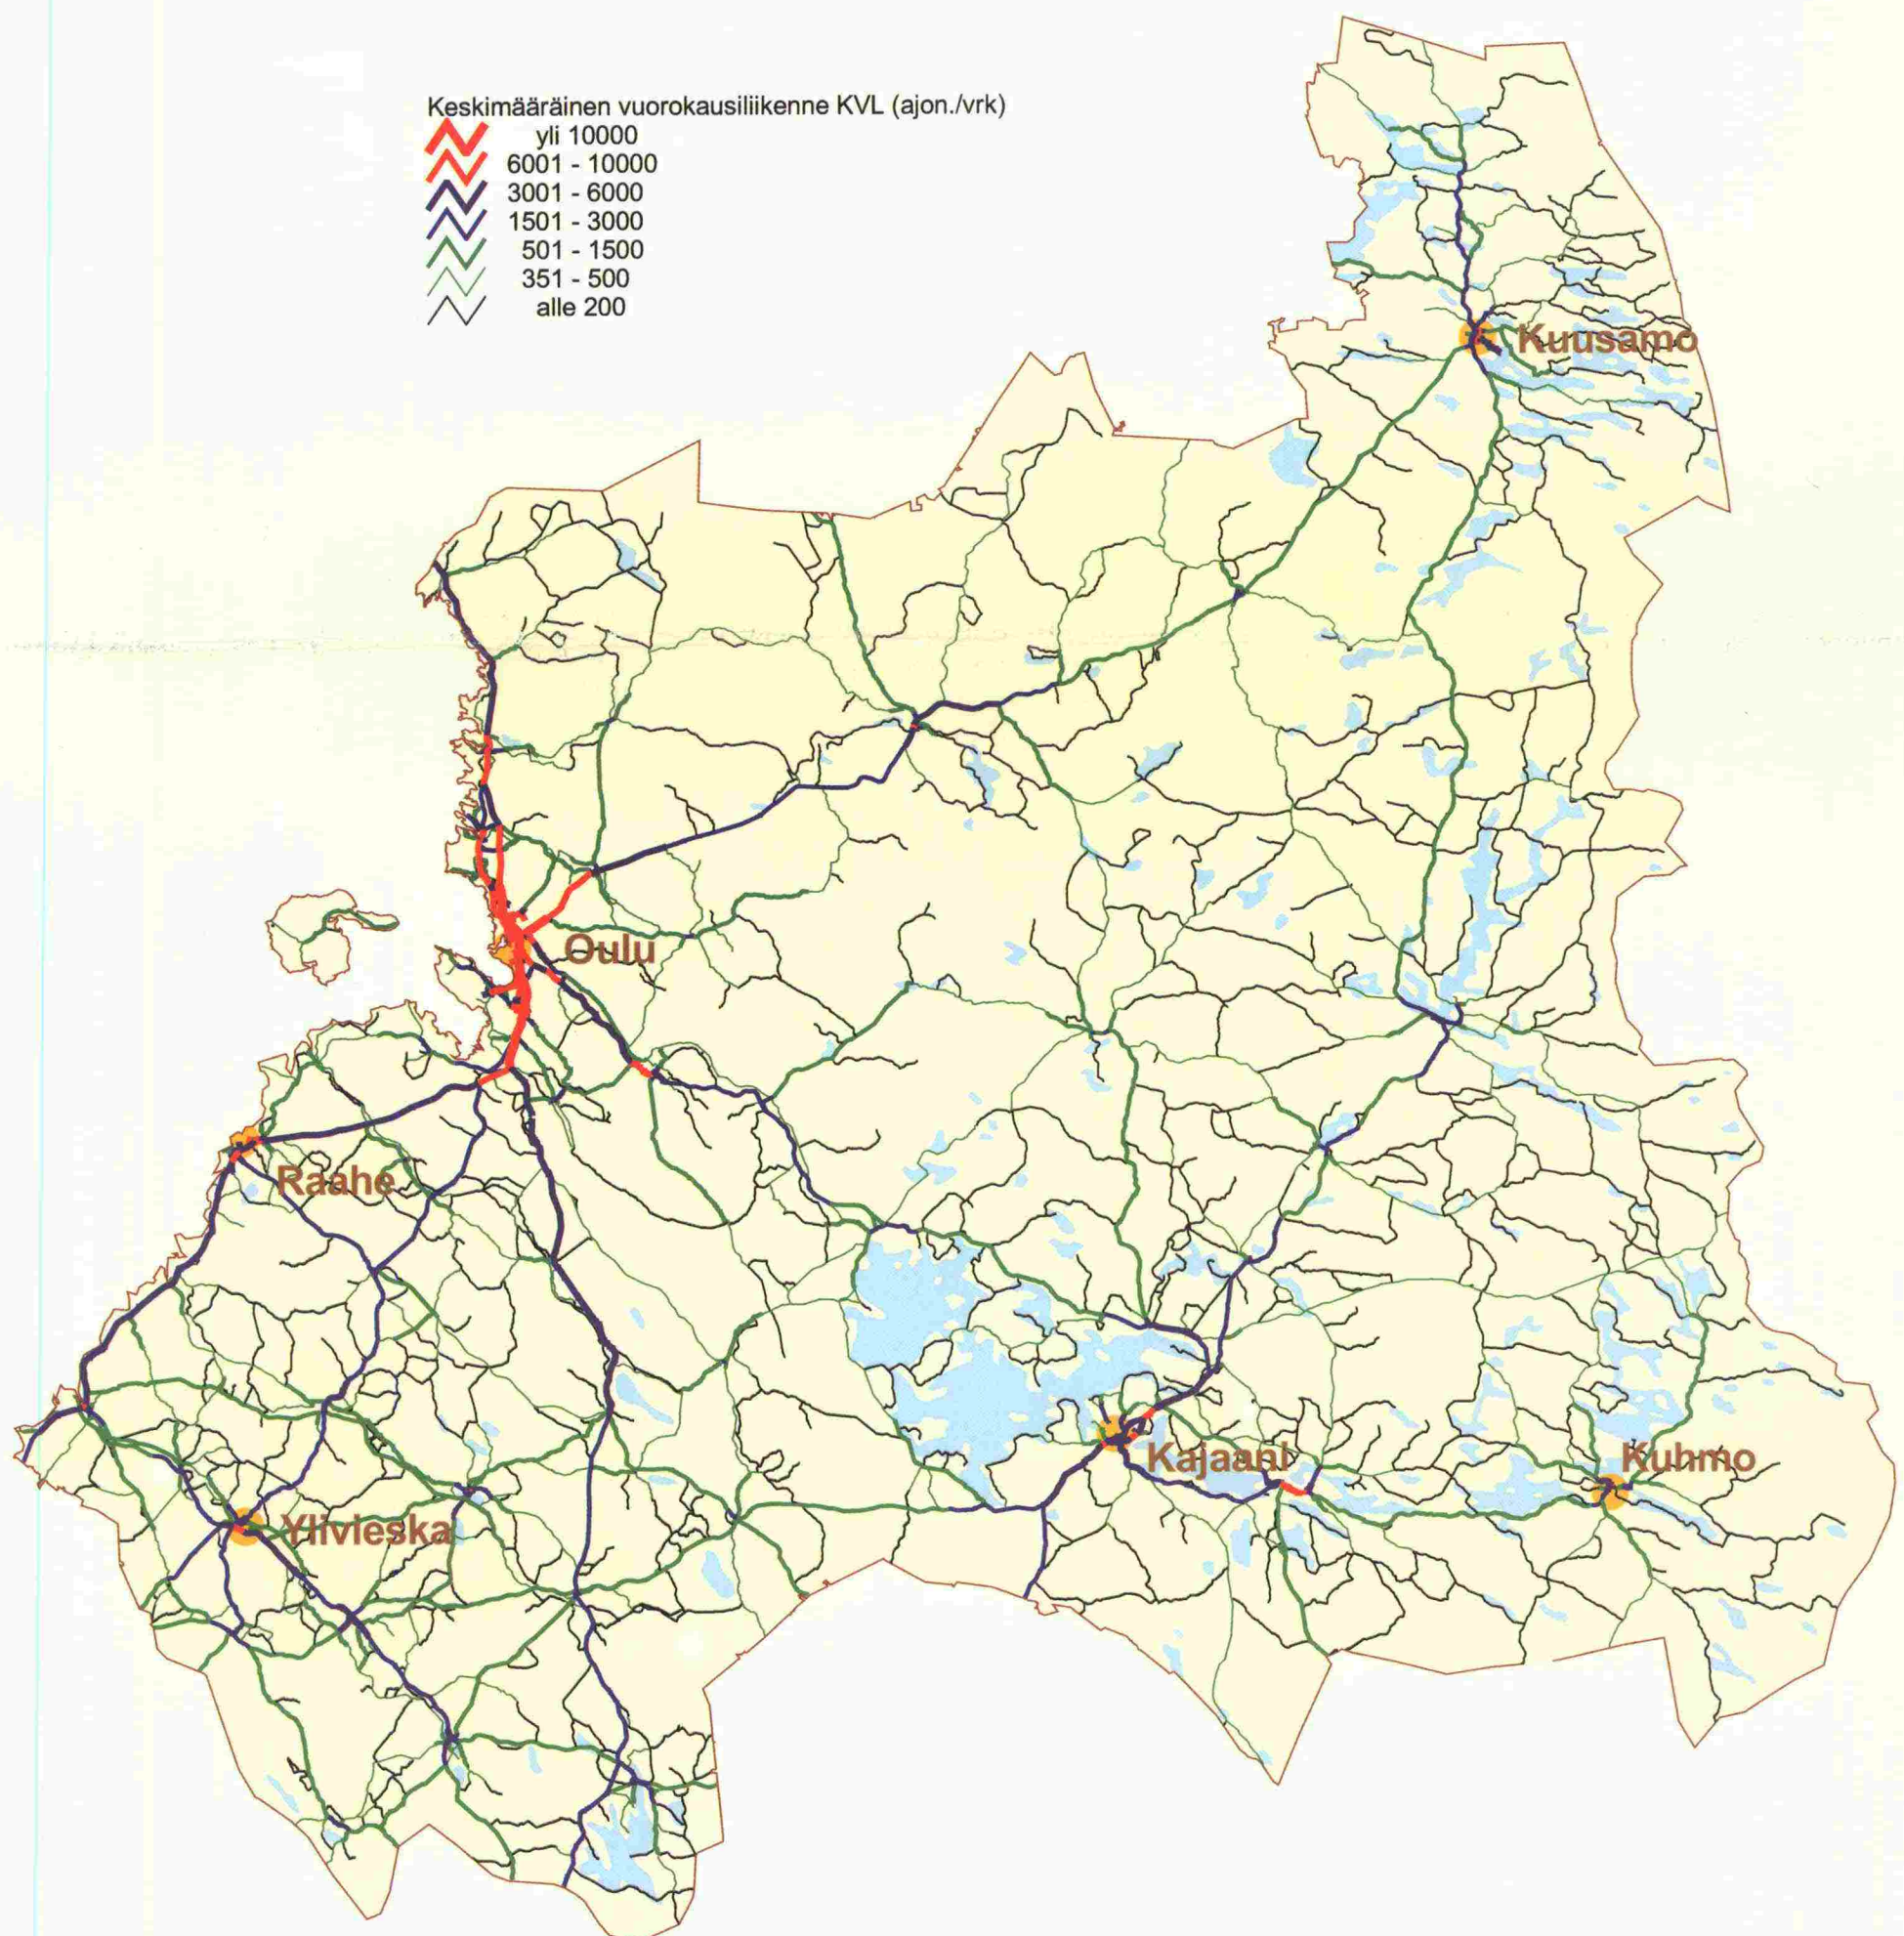 Keskimääräinen vuorokausiliikenne KVL (ajon./vrk)
yli 10000
6001 - 10000
3001 - 6000
1501 - 3000
501 - 1500
351 - 500
alle 200
Kuusamo
Oulu
Raahe
Kajaani
Kuhmo
Ylivieska